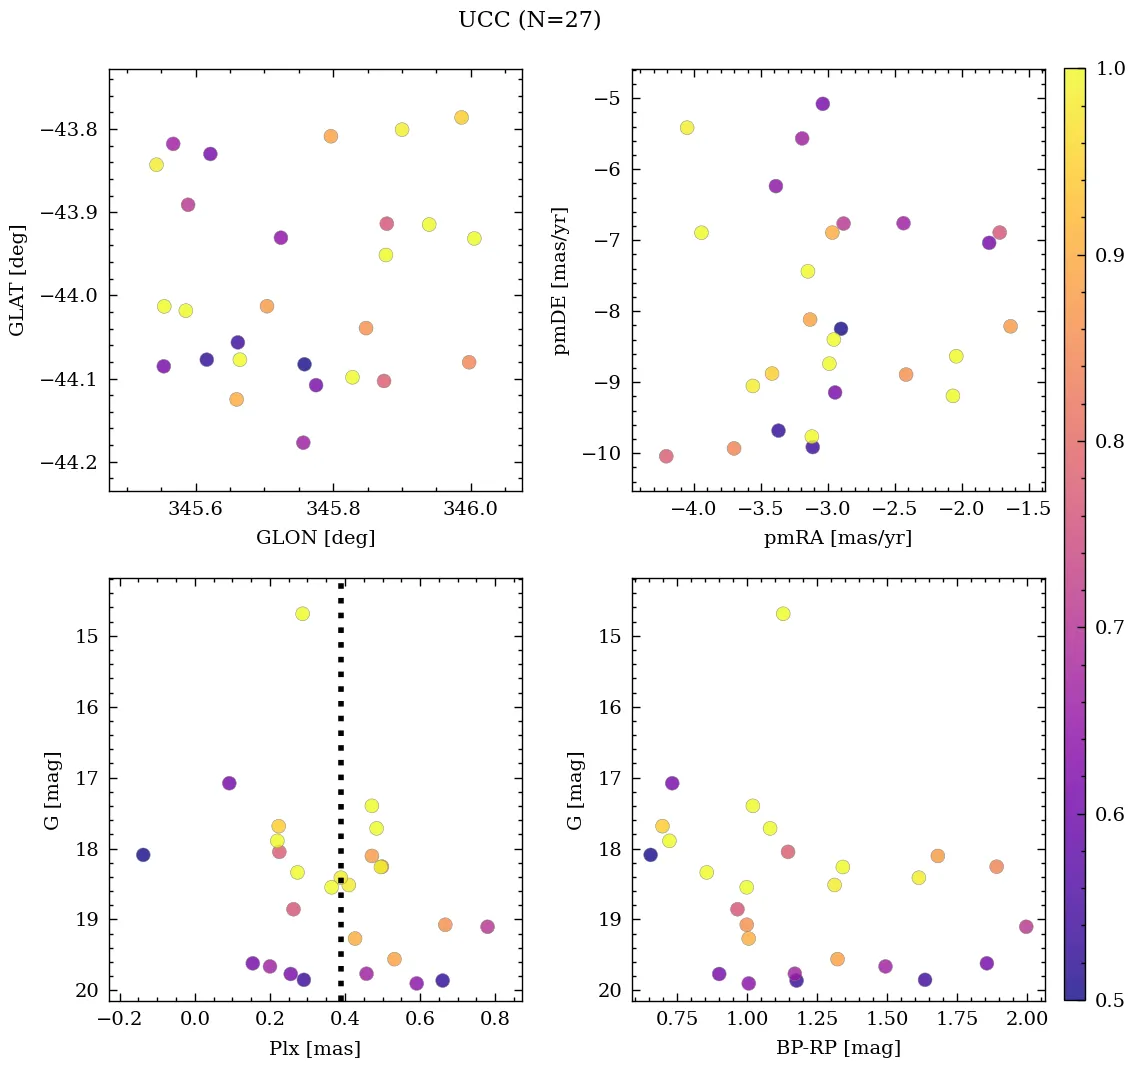 UCC (N=27)
−43.8
−43.9
−44.0
−44.1
−44.2
GLAT [deg]
345.6 345.8 346.0
GLON [deg]
−5
−6
−7
−8
−9
−10
pmDE [mas/yr]
−4.0 −3.5 −3.0 −2.5 −2.0 −1.5
pmRA [mas/yr]
1.0
0.9
0.8
0.7
0.6
0.5
15
16
17
18
19
20
G [mag]
−0.2 0.0 0.2 0.4 0.6 0.8
Plx [mas]
15
16
17
18
19
20
G [mag]
0.75 1.00 1.25 1.50 1.75 2.00
BP-RP [mag]